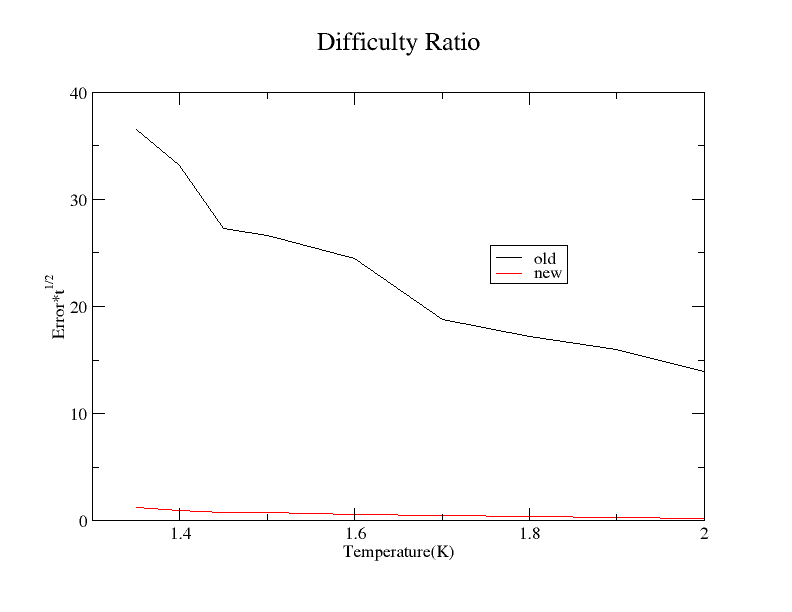 Difficulty Ratio
40
30
20
10
0
Error*t^1/2
old
new
1.4 1.6 1.8 2
Temperature(K)